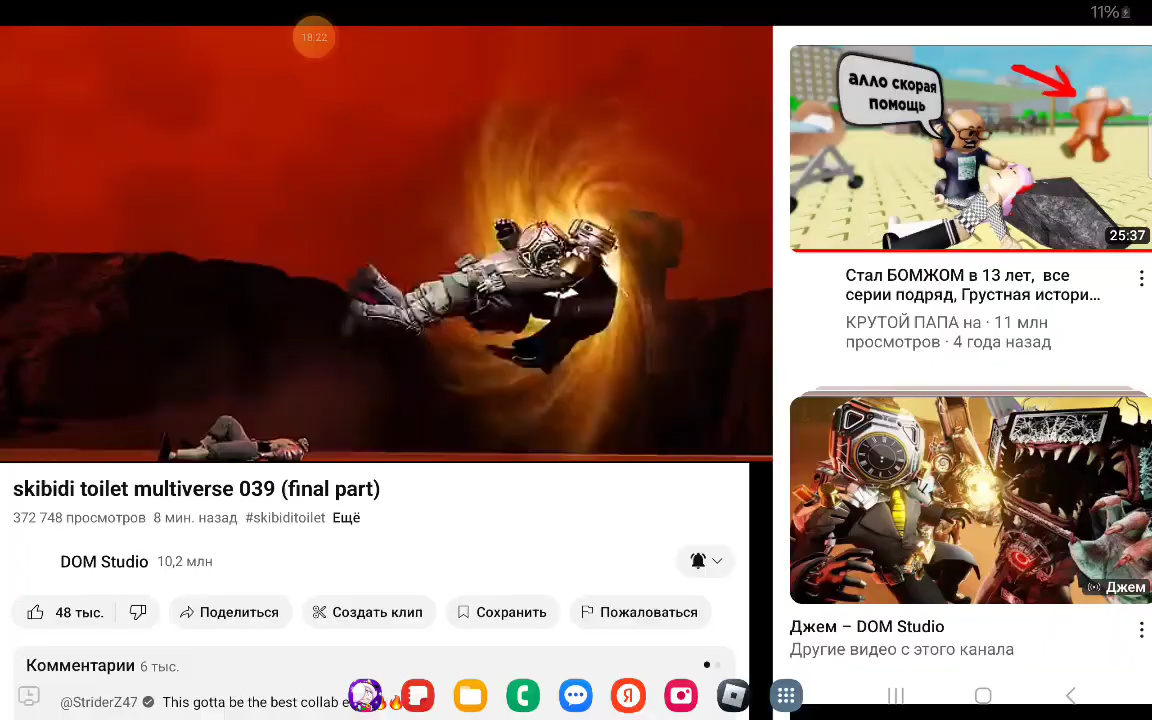 11%
18:22
алло скорая
помощь
25:37
Стал БОМЖОМ в 13 лет, все
серии подряд, Грустная истори...
КРУТОЙ ПАПА на · 11 млн
просмотров · 4 года назад
skibidi toilet multiverse 039 (final part)
372 748 просмотров 8 мин. назад #skibiditoilet Ещё
DOM Studio 10,2 млн
48 тыс. Поделиться Создать клип Сохранить Пожаловаться
Комментарии 6 тыс.
@StriderZ47 This gotta be the best collab e
Я
Джем
Джем – DOM Studio
Другие видео с этого канала